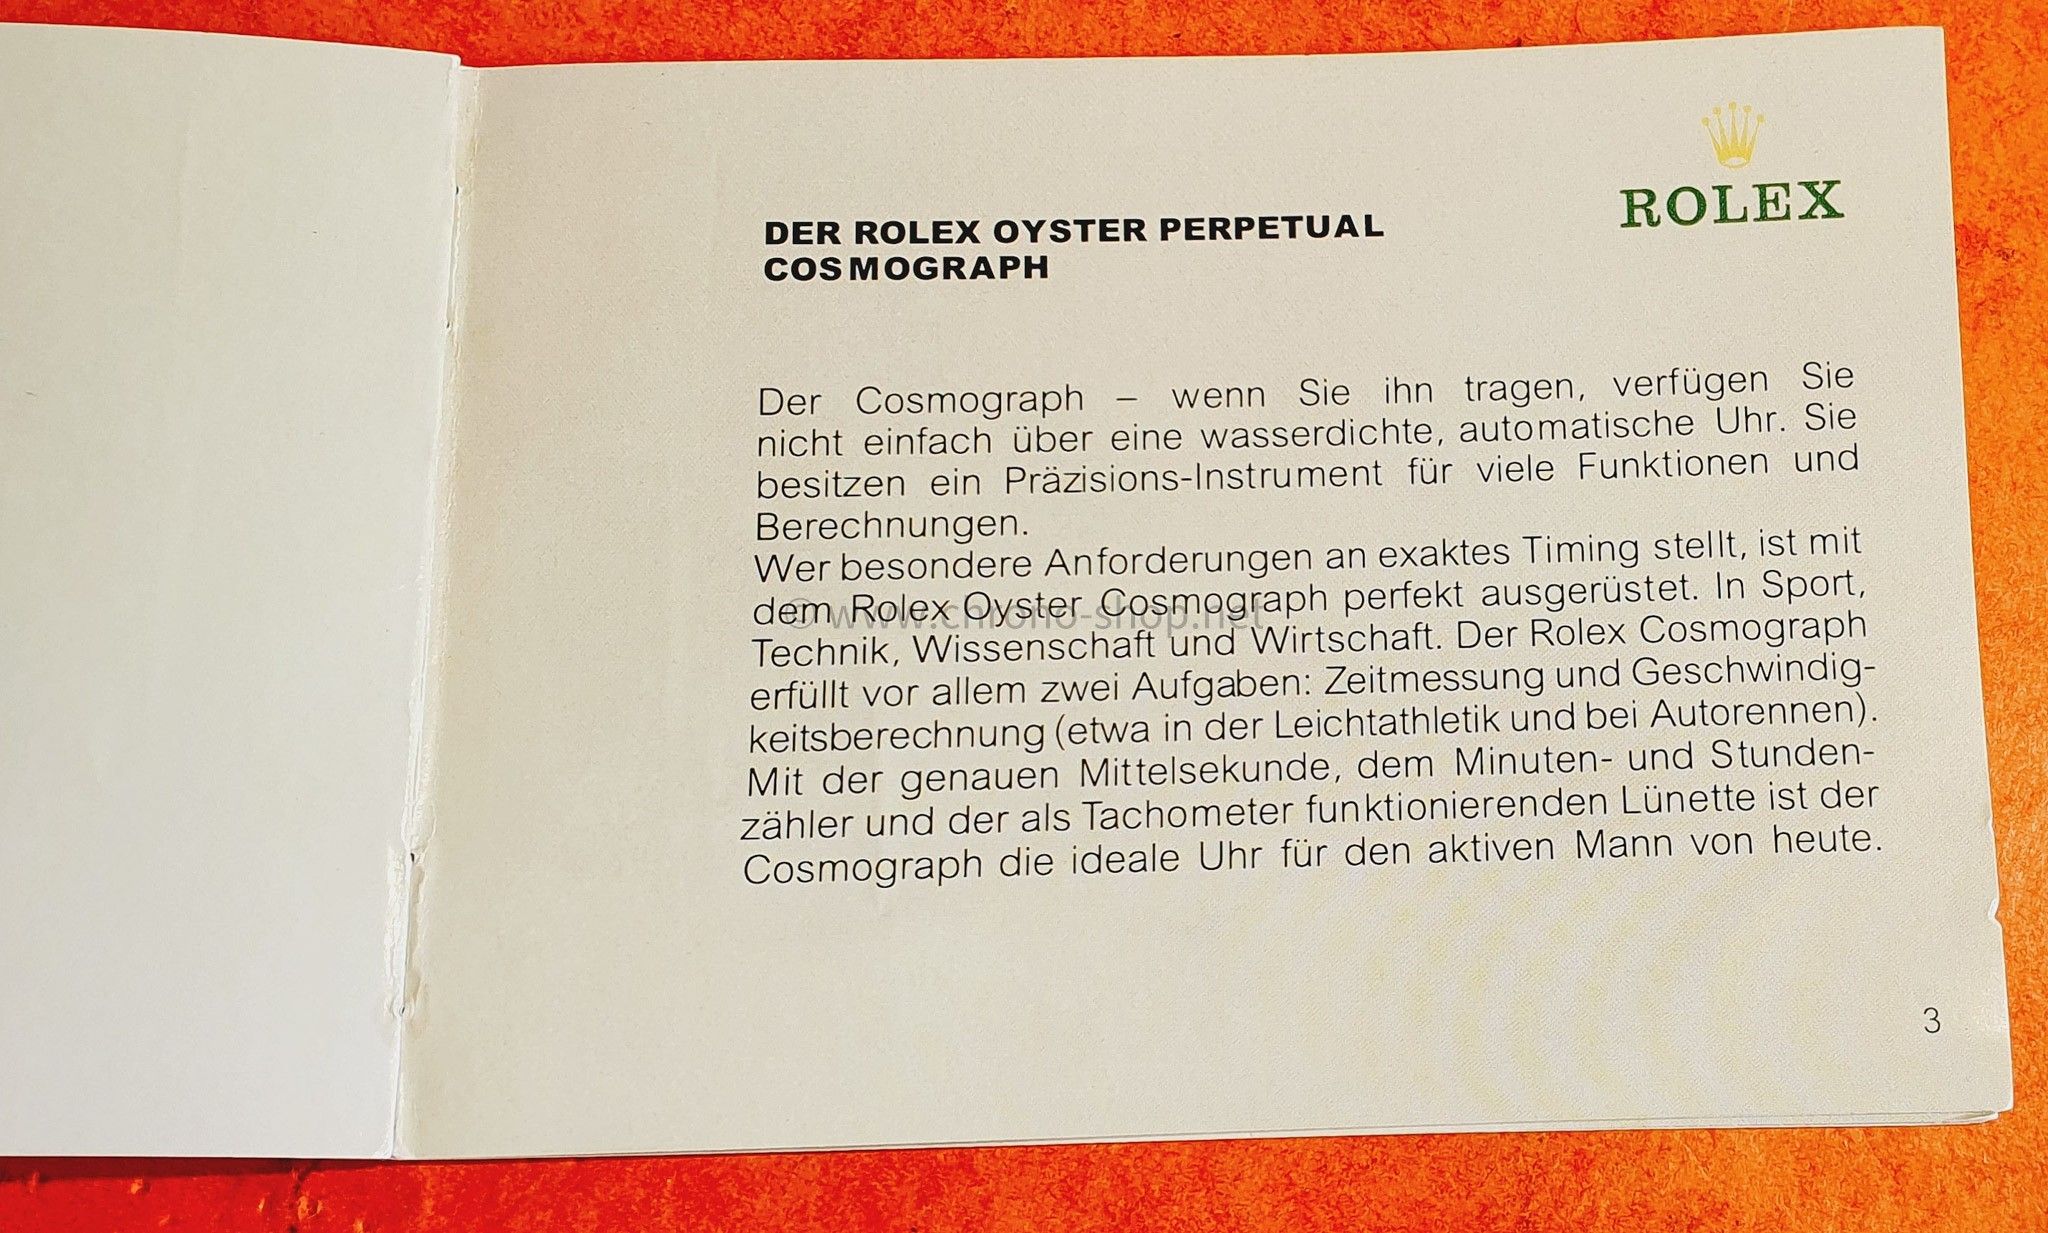 ROLEX
DER ROLEX OYSTER PERPETUAL
COSMOGRAPH
Der Cosmograph – wenn Sie ihn tragen, verfügen Sie
nicht einfach über eine wasserdichte, automatische Uhr. Sie
besitzen ein Präzisions-Instrument für viele Funktionen und
Berechnungen.
Wer besondere Anforderungen an exaktes Timing stellt, ist mit
dem Rolex Oyster Cosmograph perfekt ausgerüstet. In Sport,
© www.chrono-shop.net
Technik, Wissenschaft und Wirtschaft. Der Rolex Cosmograph
erfüllt vor allem zwei Aufgaben: Zeitmessung und Geschwindig-
keitsberechnung (etwa in der Leichtathletik und bei Autorennen).
Mit der genauen Mittelsekunde, dem Minuten- und Stunden-
zähler und der als Tachometer funktionierenden Lünette ist der
Cosmograph die ideale Uhr für den aktiven Mann von heute.
3